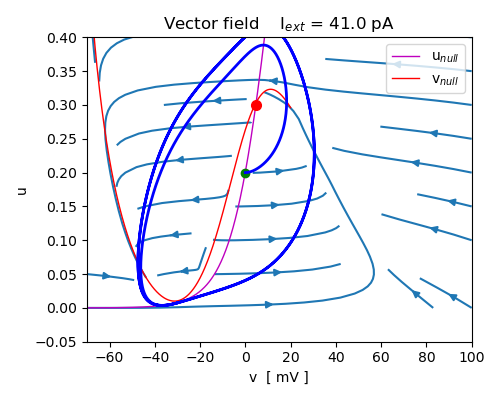 Vector field    I_ext = 41.0 pA
u_null
v_null
0.40
0.35
0.30
0.25
0.20
0.15
0.10
0.05
0.00
−0.05
u
−60 −40 −20 0 20 40 60 80 100
v [ mV ]